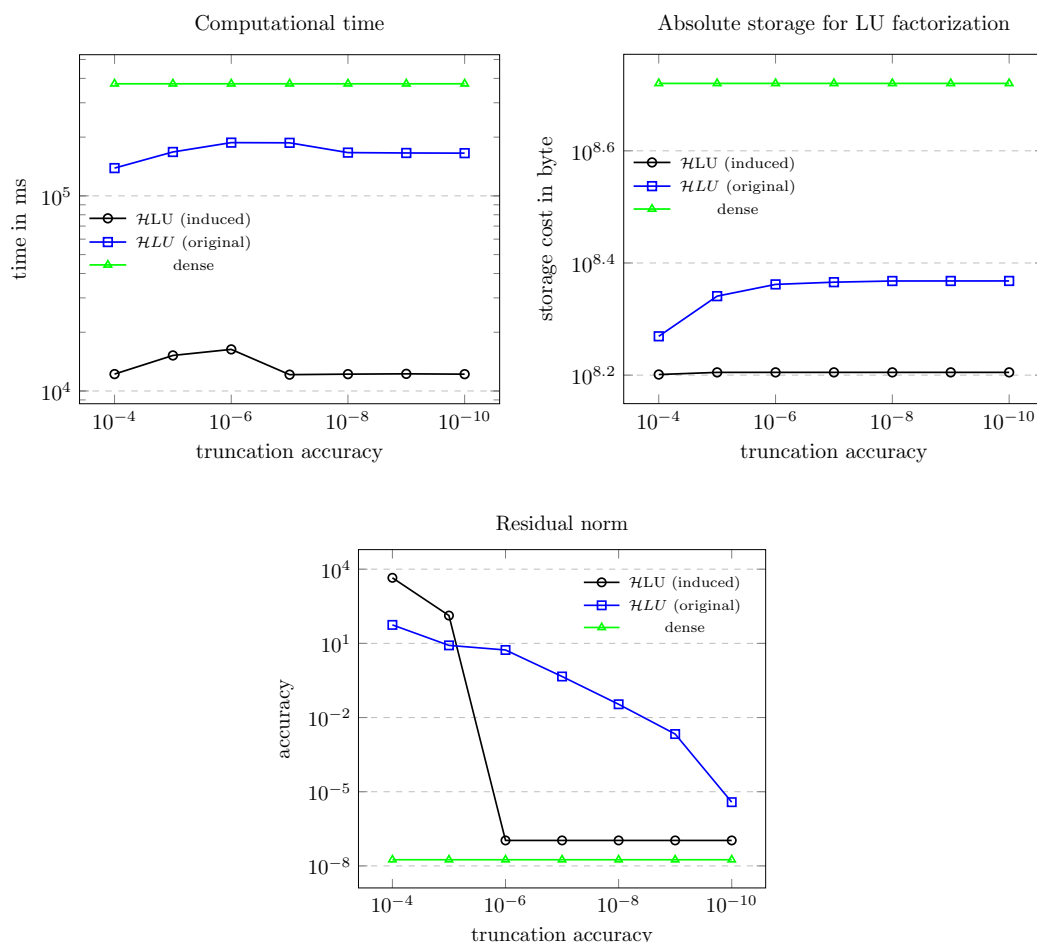 Computational time
10^5
10^4
time in ms
ℋLU (induced)
ℋLU (original)
dense
10^−4
10^−6
10^−8
10^−10
truncation accuracy
Absolute storage for LU factorization
10^8.6
10^8.4
10^8.2
storage cost in byte
ℋLU (induced)
ℋLU (original)
dense
10^−4
10^−6
10^−8
10^−10
truncation accuracy
Residual norm
10^4
10^1
10^−2
10^−5
10^−8
accuracy
ℋLU (induced)
ℋLU (original)
dense
10^−4
10^−6
10^−8
10^−10
truncation accuracy